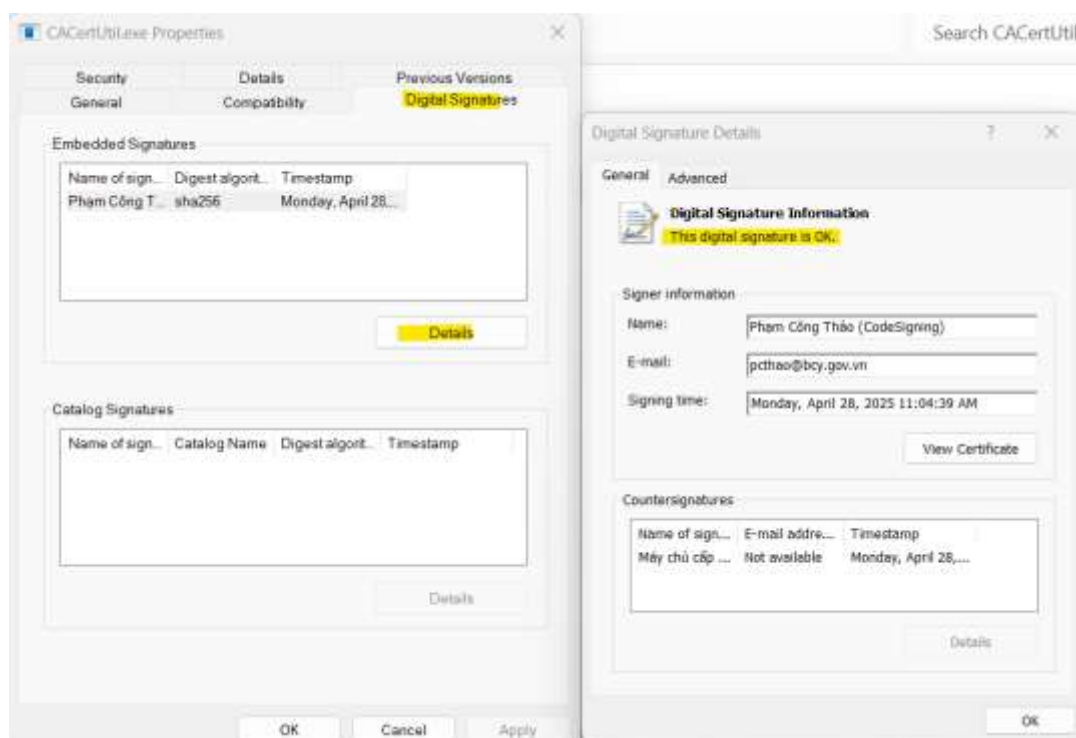 CACertUtil.exe Properties
Search CACertUtil
Security Details Previous Versions
General Compatibility Digital Signatures
Embedded Signatures
Name of sign... Digest algorit... Timestamp
Phạm Công T... sha256 Monday, April 28...
Details
Catalog Signatures
Name of sign... Catalog Name Digest algorit... Timestamp
Details
OK Cancel Apply
Digital Signature Details
General Advanced
Digital Signature Information
This digital signature is OK.
Signer information
Name: Phạm Công Thảo (CodeSigning)
E-mail: pcthao@bcy.gov.vn
Signing time: Monday, April 28, 2025 11:04:39 AM
View Certificate
Countersignatures
Name of sign... E-mail addre... Timestamp
Máy chủ cấp ... Not available Monday, April 28,...
Details
OK